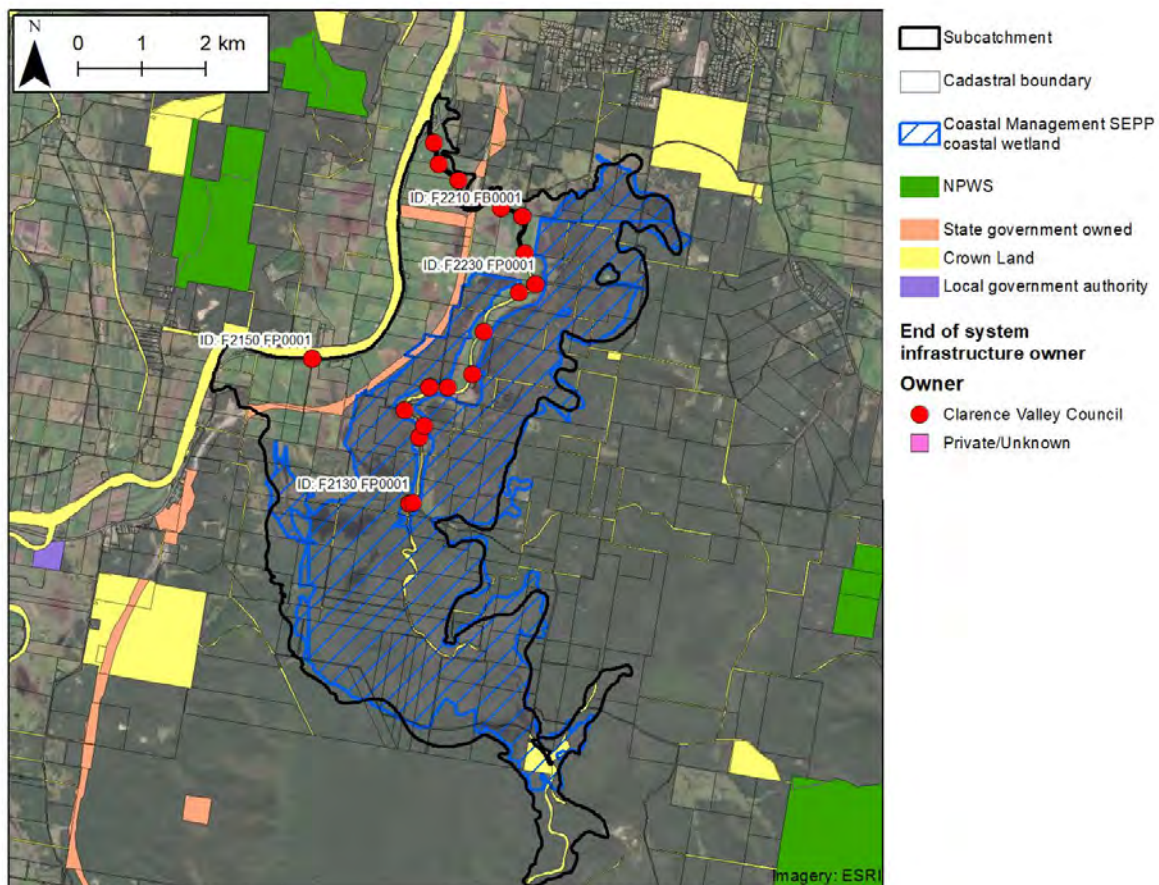 N
0 1 2 km
ID: F2210 FB0001
ID: F2230 FP0001
ID: F2150 FP0001
ID: F2130 FP0001
Imagery: ESRI
Subcatchment
Cadastral boundary
Coastal Management SEPP
coastal wetland
NPWS
State government owned
Crown Land
Local government authority
End of system
infrastructure owner
Owner
Clarence Valley Council
Private/Unknown